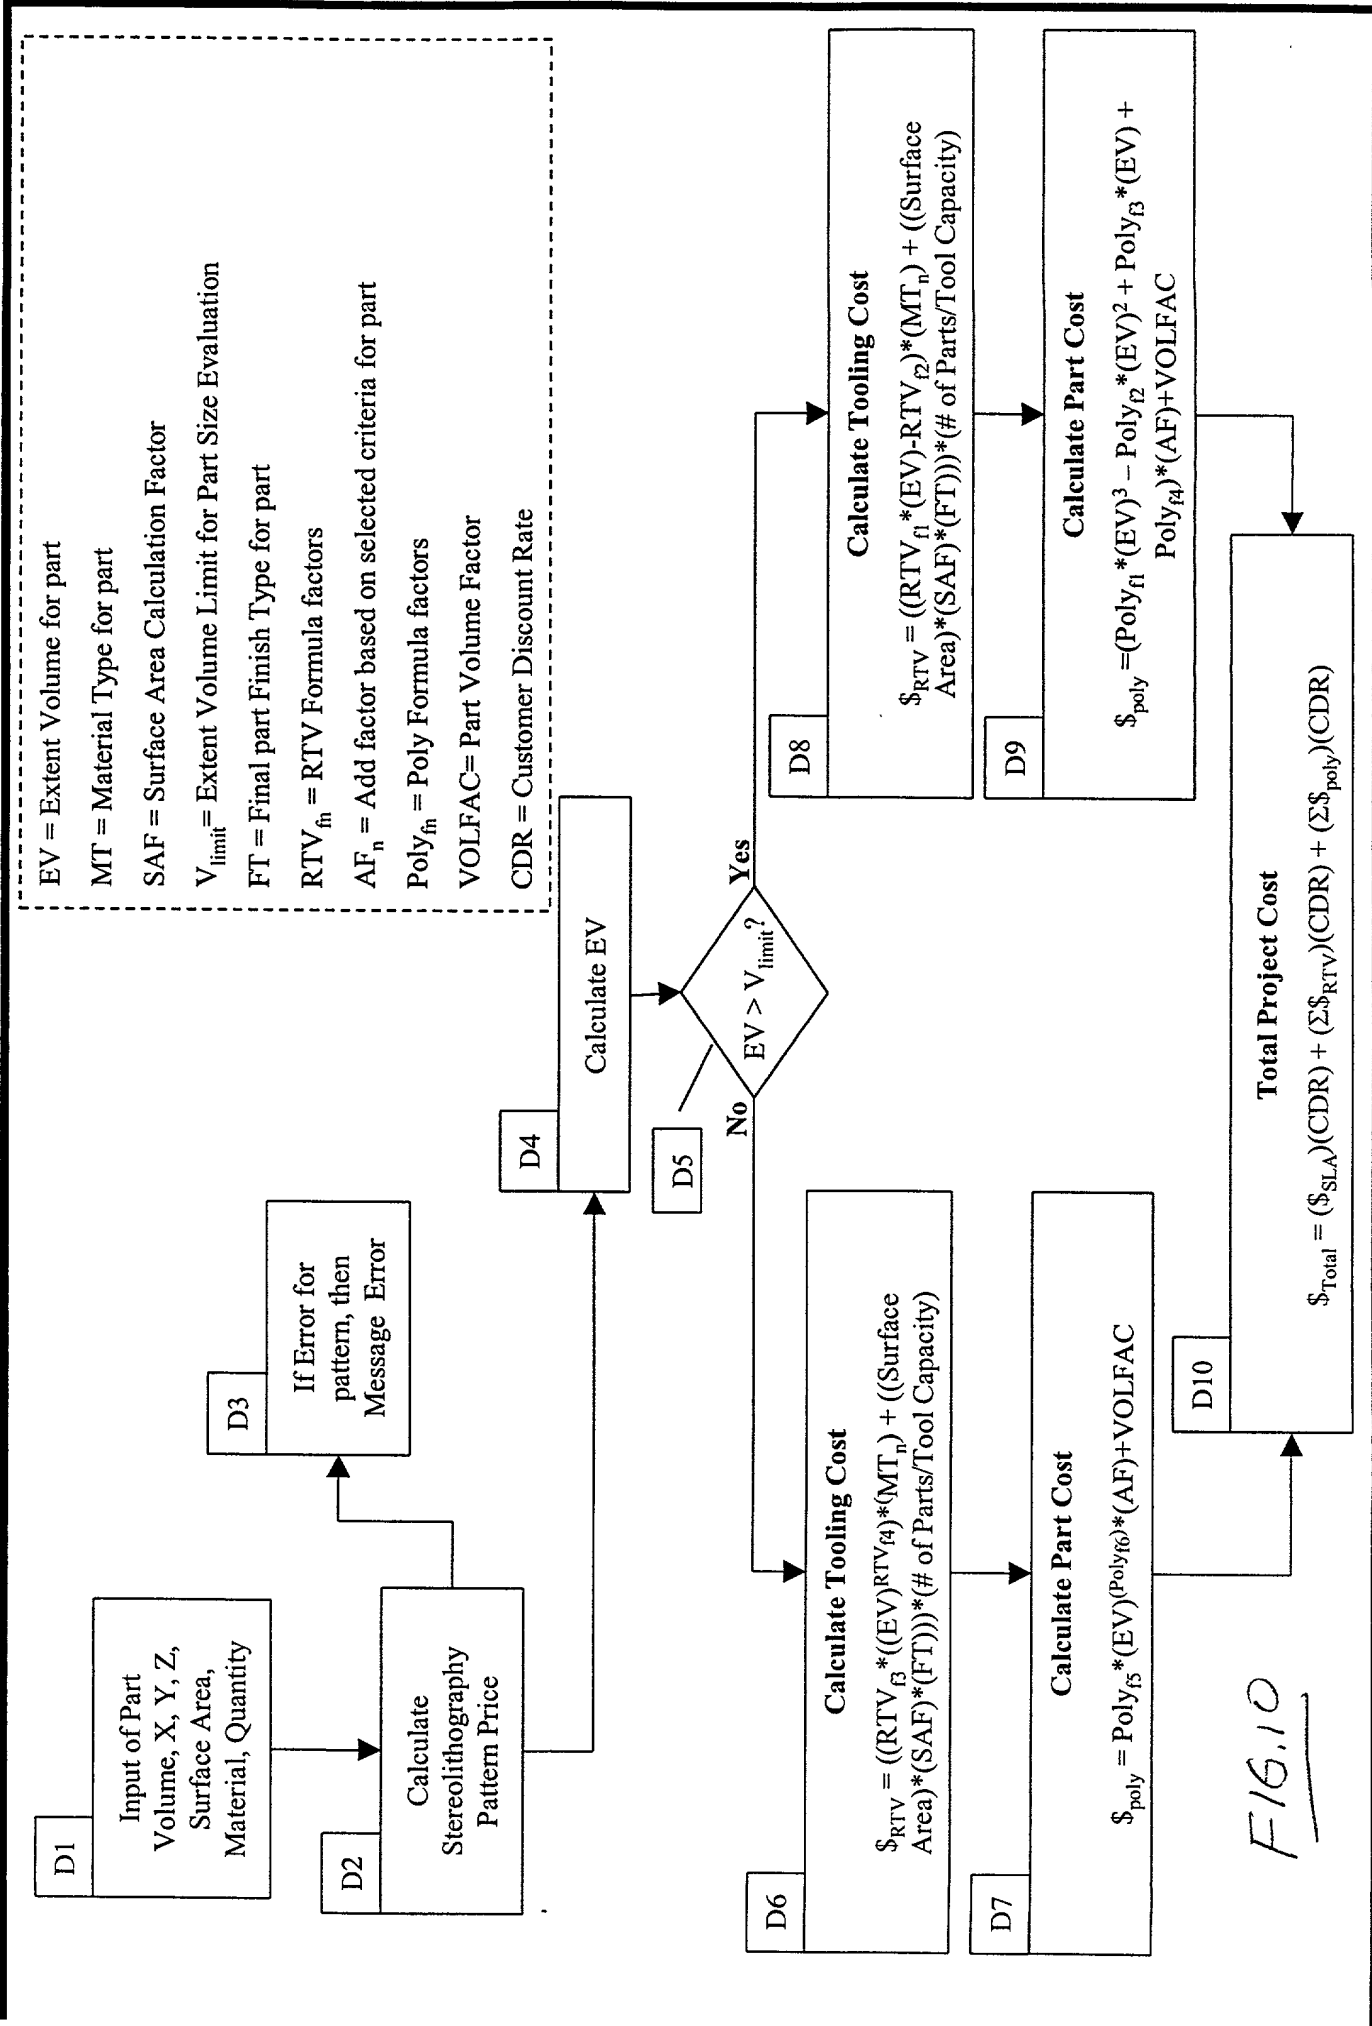 D1
Input of Part
Volume, X, Y, Z,
Surface Area,
Material, Quantity
D2
Calculate
Stereolithography
Pattern Price
D3
If Error for
pattern, then
Message Error
D4
Calculate EV
D5
EV > V_limit?
No
Yes
EV = Extent Volume for part
MT = Material Type for part
SAF = Surface Area Calculation Factor
V_limit= Extent Volume Limit for Part Size Evaluation
FT = Final part Finish Type for part
RTV_fn = RTV Formula factors
AF_n = Add factor based on selected criteria for part
Poly_fn = Poly Formula factors
VOLFAC= Part Volume Factor
CDR = Customer Discount Rate
D6
Calculate Tooling Cost
$_RTV = ((RTV_f3*((EV)^RTV_f4)*(MT_n) + ((Surface
Area)*(SAF)*(FT)))*(# of Parts/Tool Capacity)
D7
Calculate Part Cost
$_poly = Poly_f5*(EV)^(Poly_f6)*(AF)+VOLFAC
D8
Calculate Tooling Cost
$_RTV = ((RTV_f1*(EV)-RTV_f2)*(MT_n) + ((Surface
Area)*(SAF)*(FT)))*(# of Parts/Tool Capacity)
D9
Calculate Part Cost
$_poly =(Poly_f1*(EV)³ – Poly_f2*(EV)² + Poly_f3*(EV) +
Poly_f4)*(AF)+VOLFAC
D10
Total Project Cost
$_Total = ($_SLA)(CDR) + (Σ$_RTV)(CDR) + (Σ$_poly)(CDR)
FIG.10